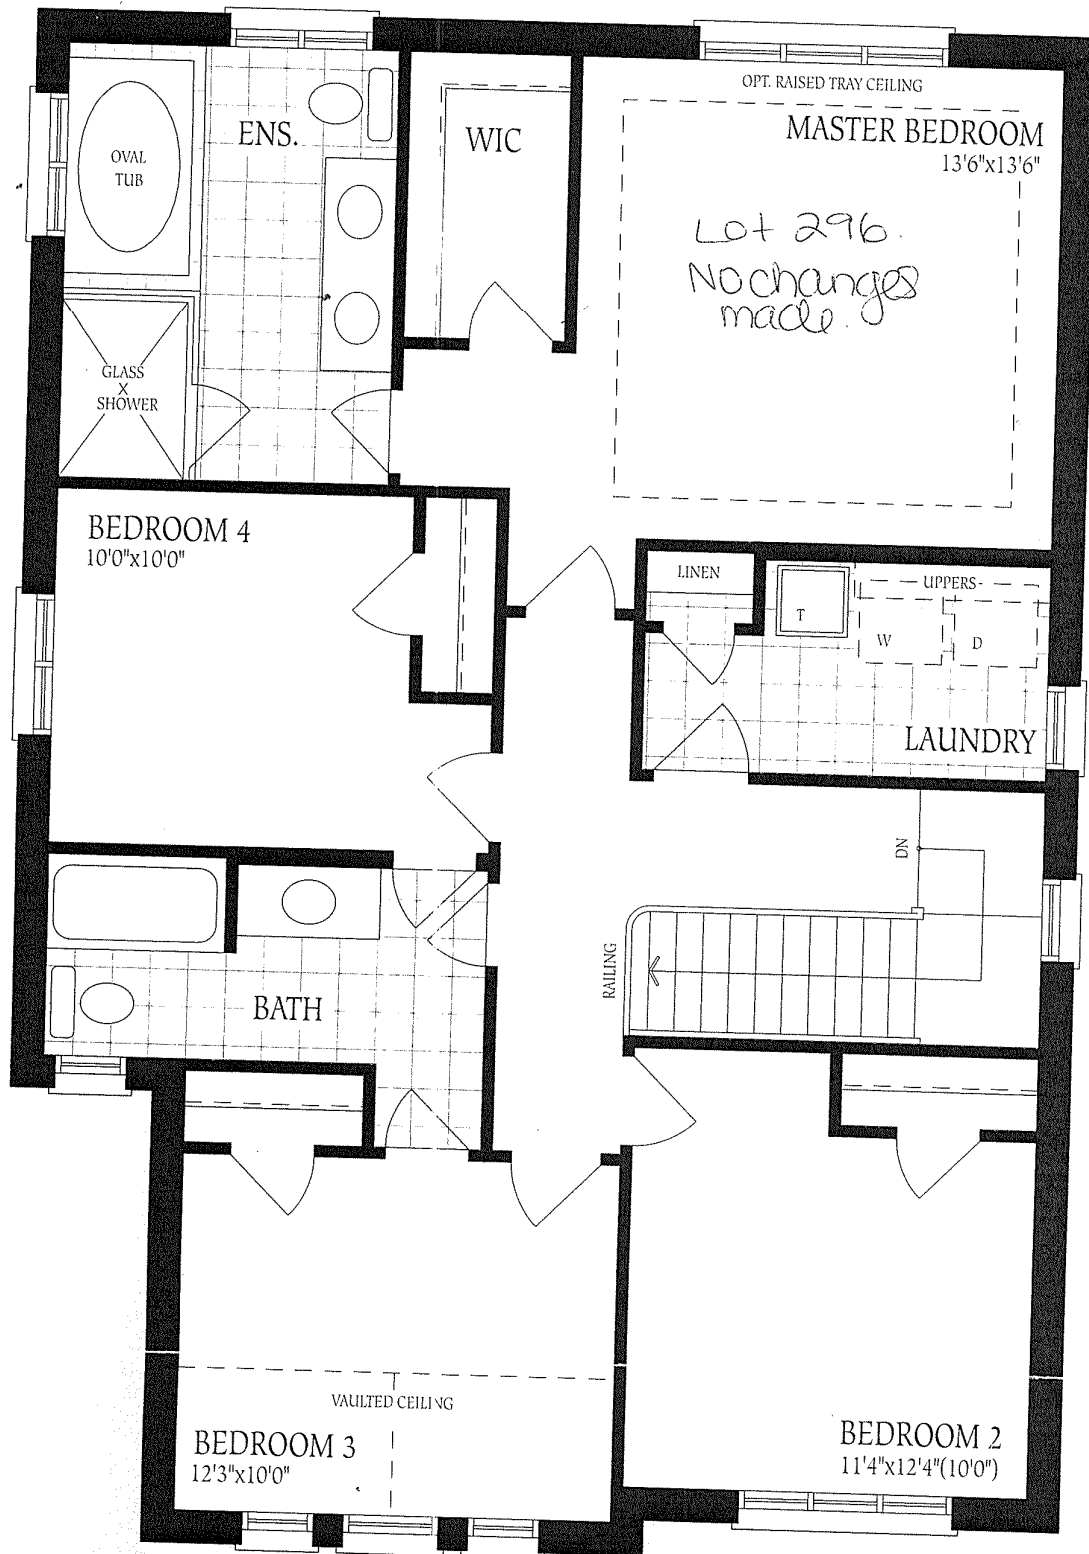 OPT. RAISED TRAY CEILING
MASTER BEDROOM
13'6"x13'6"
ENS.
WIC
OVAL
TUB
Lot 296.
No changes
made.
GLASS
X
SHOWER
BEDROOM 4
10'0"x10'0"
LINEN
UPPERS
T
W
D
LAUNDRY
DN
RAILING
BATH
VAULTED CEILING
BEDROOM 3
12'3"x10'0"
BEDROOM 2
11'4"x12'4"(10'0")